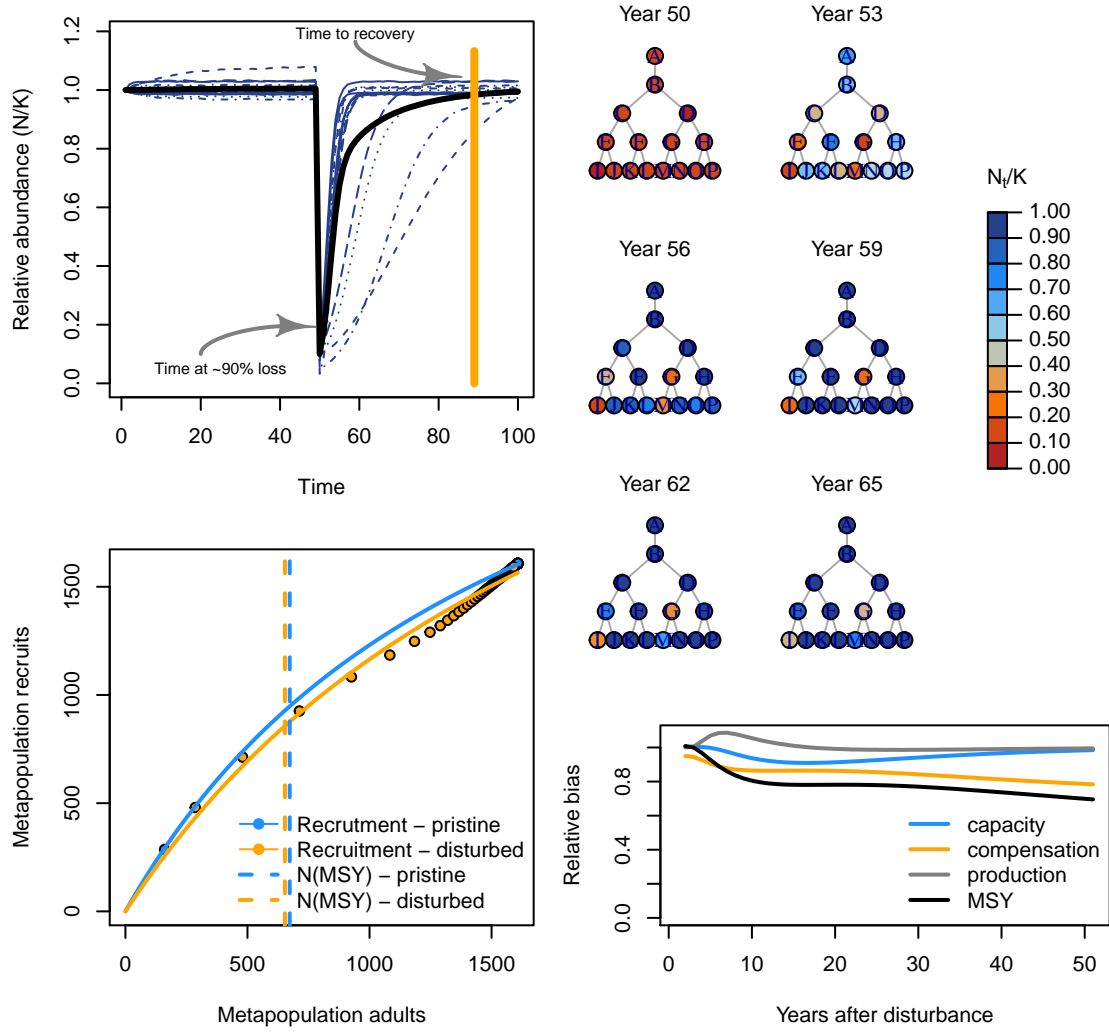 Relative abundance (N/K)
0.0
0.2
0.4
0.6
0.8
1.0
1.2
Time to recovery
Time at ~90% loss
0
20
40
60
80
100
Time
Year 50
A
B
E
G
H
Year 53
A
B
E
G
H
Year 56
A
B
E
G
H
Year 59
A
B
D
E
G
H
Year 62
A
B
D
E
G
H
Year 65
A
B
D
E
G
H
Nt/K
1.00
0.90
0.80
0.70
0.60
0.50
0.40
0.30
0.20
0.10
0.00
Metapopulation recruits
0
500
1000
1500
Recrutment – pristine
Recruitment – disturbed
N(MSY) – pristine
N(MSY) – disturbed
0
500
1000
1500
Metapopulation adults
Relative bias
0.0
0.4
0.8
capacity
compensation
production
MSY
0
10
20
30
40
50
Years after disturbance